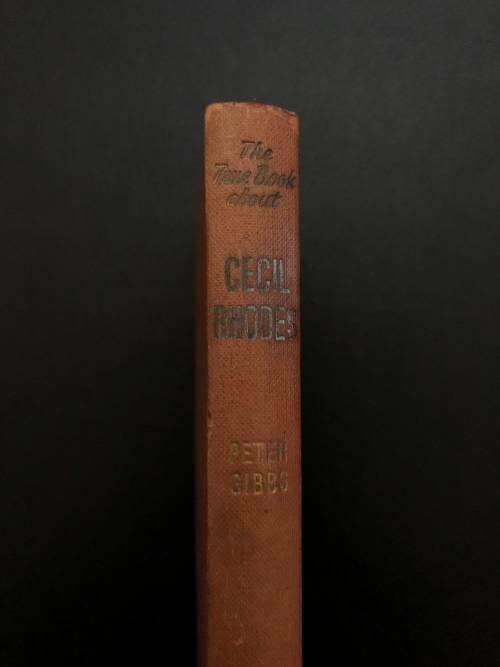 The
True Book
about
CECIL
RHODES
PETER
GIBBS